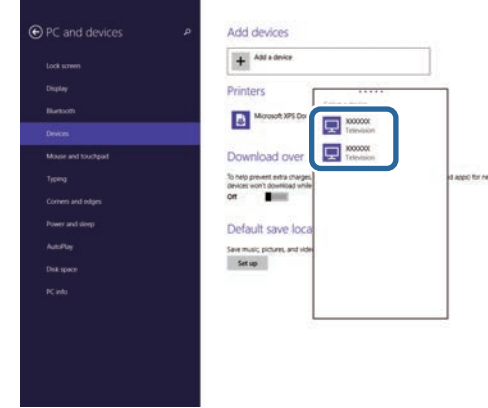 PC and devices
Lock screen
Display
Bluetooth
Devices
Mouse and touchpad
Typing
Corners and edges
Power and sleep
AutoPlay
Disk space
PC info
Add devices
Add a device
Printers
Microsoft XPS Do
Download over
To help prevent extra charges,
d apps) for ne
devices won't download while
Off
Default save loca
Save music, pictures, and vide
Set up
XXXXXX
Television
XXXXXX
Television